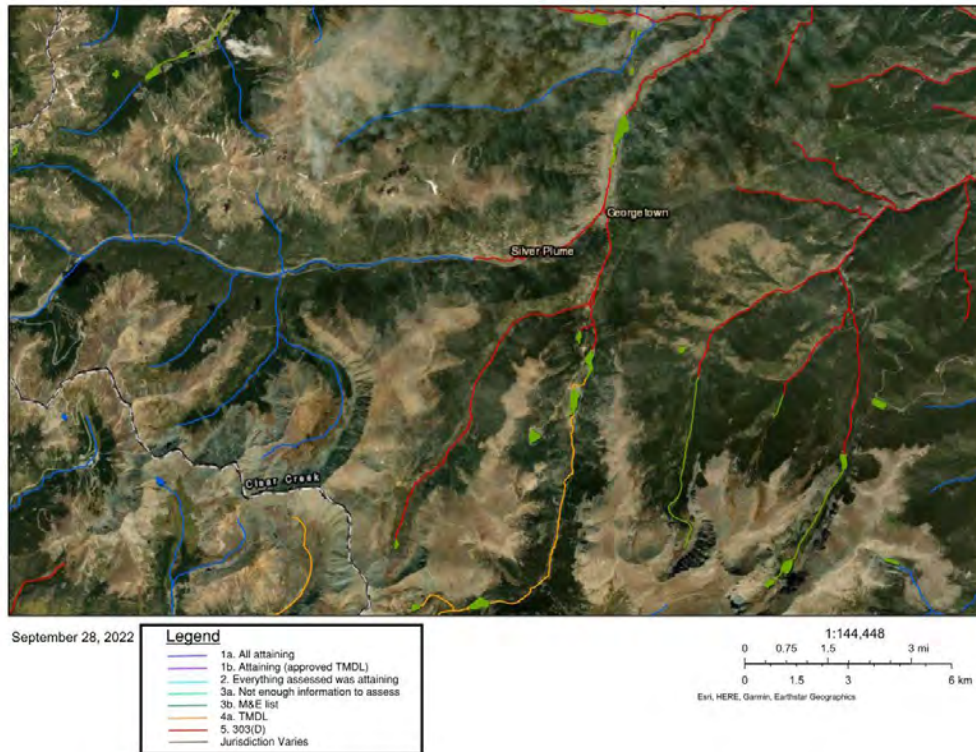 Georgetown
Silver Plume
Clear Creek
September 28, 2022
Legend
1a. All attaining
1b. Attaining (approved TMDL)
2. Everything assessed was attaining
3a. Not enough information to assess
3b. M&E list
4a. TMDL
5. 303(D)
Jurisdiction Varies
1:144,448
0 0.75 1.5 3 mi
0 1.5 3 6 km
Esri, HERE, Garmin, Earthstar Geographics